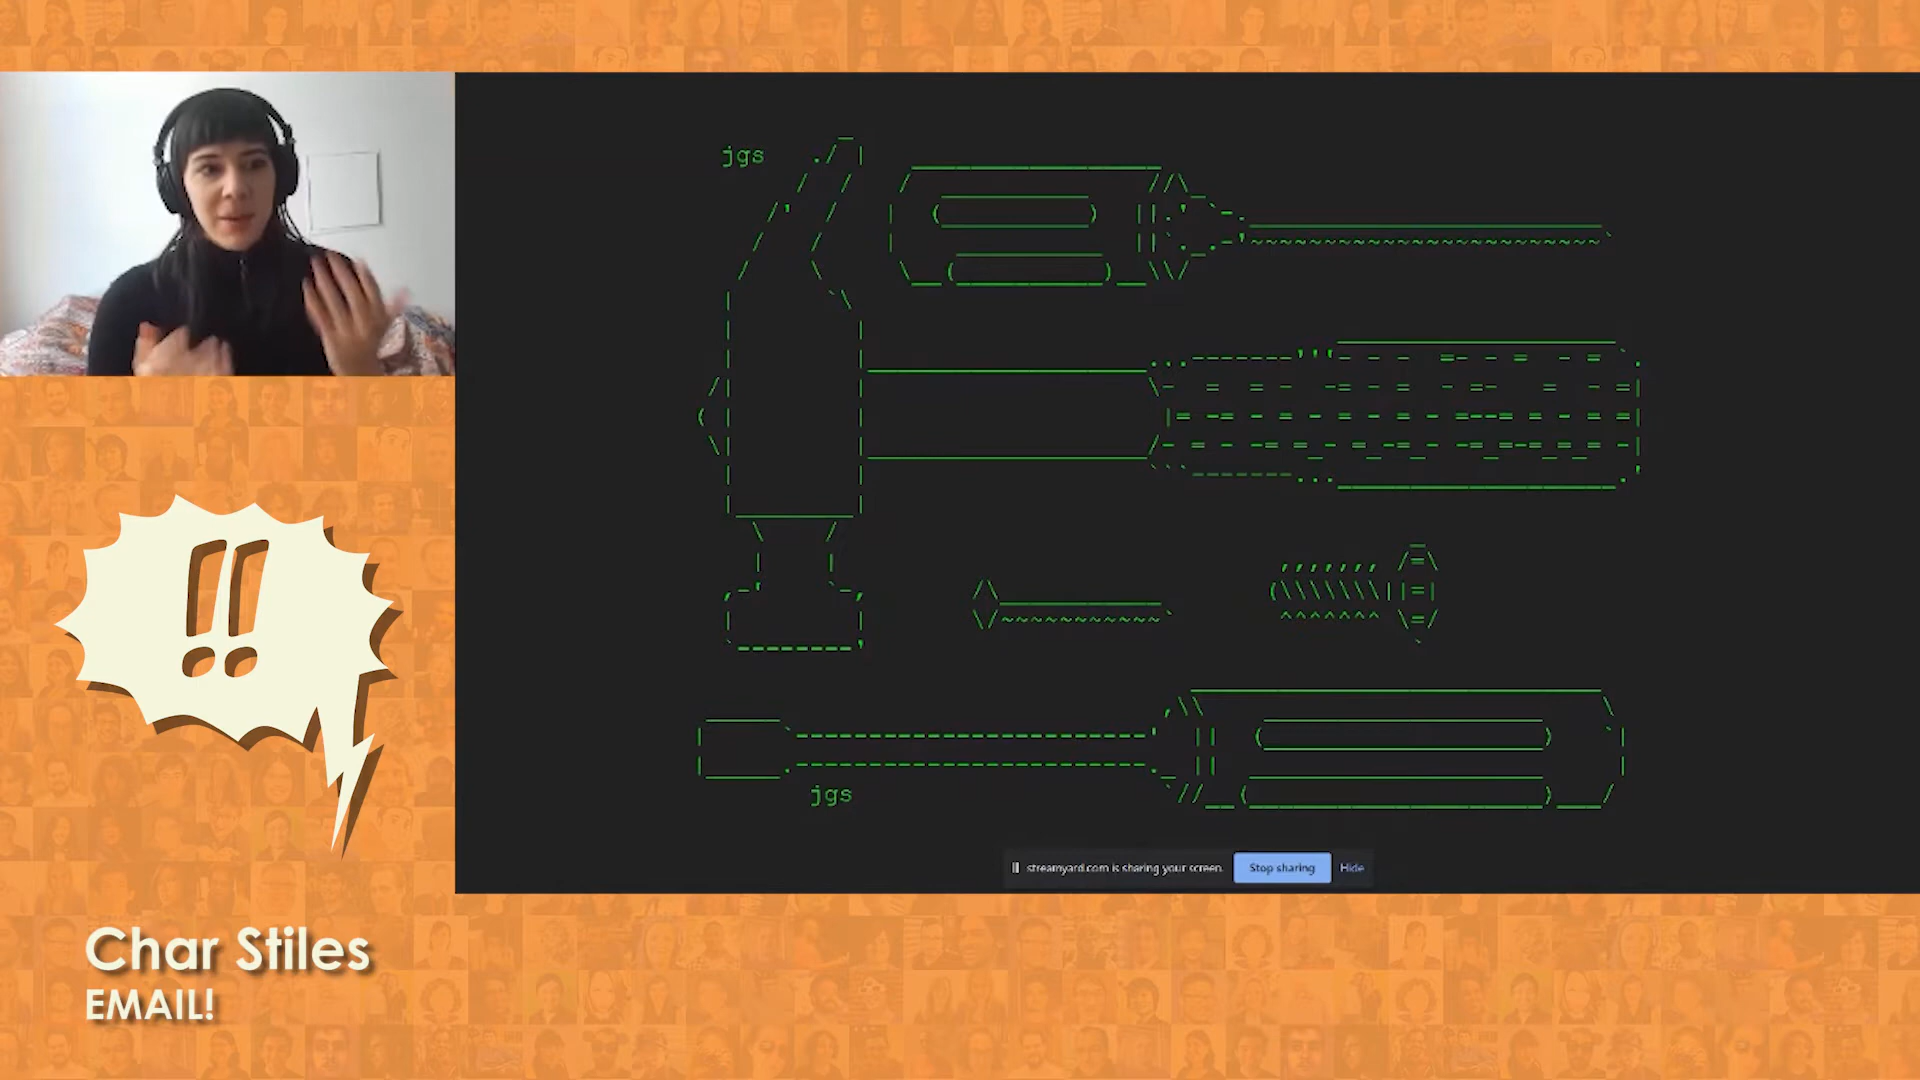 jgs
!!
jgs
streamyard.com is sharing your screen.
Stop sharing
Hide
Char Stiles
EMAIL!